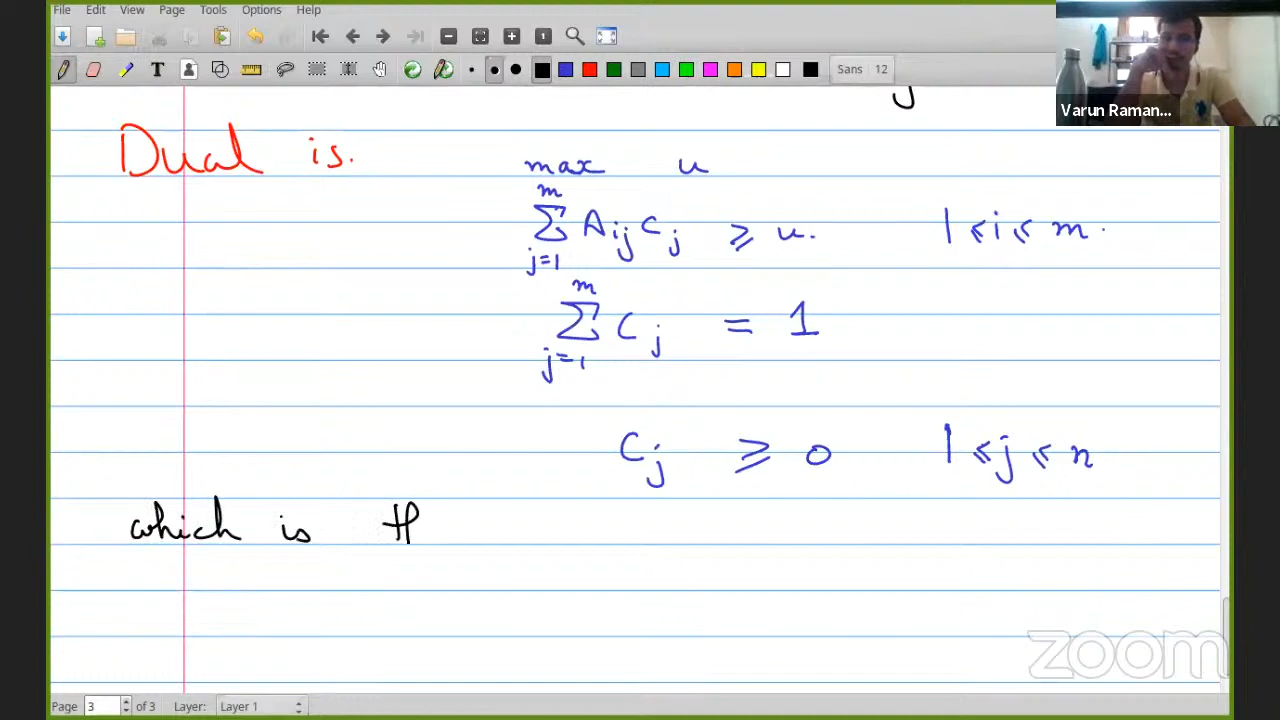 File Edit View Page Tools Options Help
Sans 12
Varun Raman...
Dual is.
max u
m
∑ A_ij C_j ≥ u. 1 ≤ i ≤ m.
j=1
m
∑ C_j = 1
j=1
C_j ≥ 0 1 ≤ j ≤ n
which is
zoom
Page 3 of 3 Layer: Layer 1